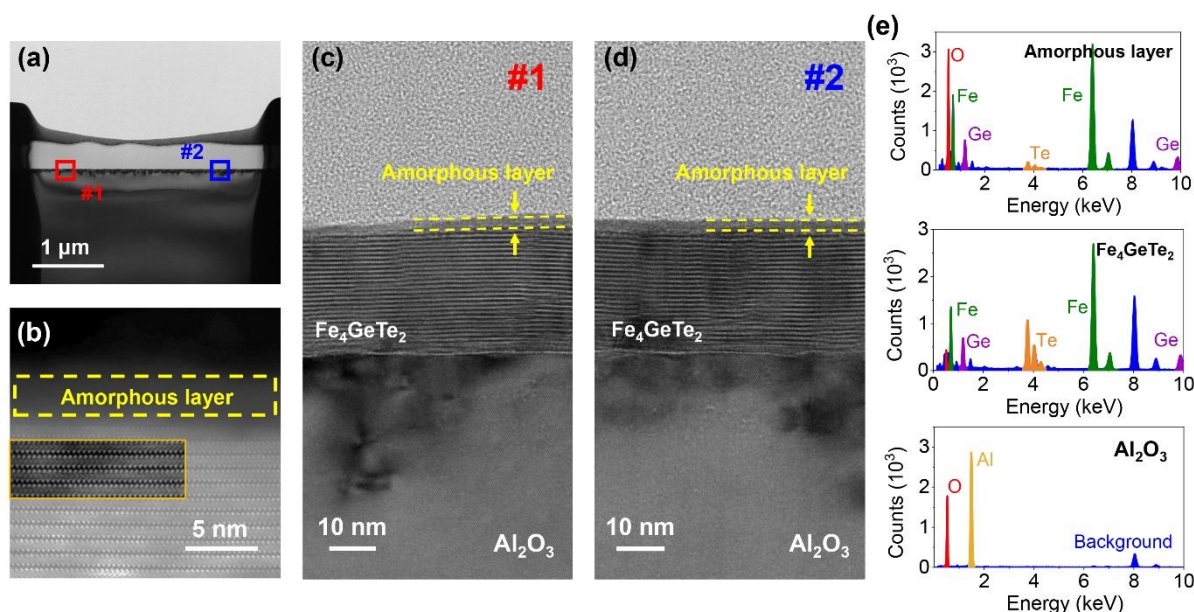 (a)
#2
#1
1 μm
(b)
Amorphous layer
5 nm
(c)
#1
Amorphous layer
Fe₄GeTe₂
10 nm
Al₂O₃
(d)
#2
Amorphous layer
Fe₄GeTe₂
10 nm
Al₂O₃
(e)
Amorphous layer
O
Fe
Ge
Te
Fe
Ge
Counts (10³)
3
2
1
0
2 4 6 8 10
Energy (keV)
Fe₄GeTe₂
Fe
Ge
Te
Fe
Ge
Counts (10³)
3
2
1
0
0 2 4 6 8 10
Energy (keV)
Al₂O₃
O
Al
Background
Counts (10³)
3
2
1
0
2 4 6 8 10
Energy (keV)